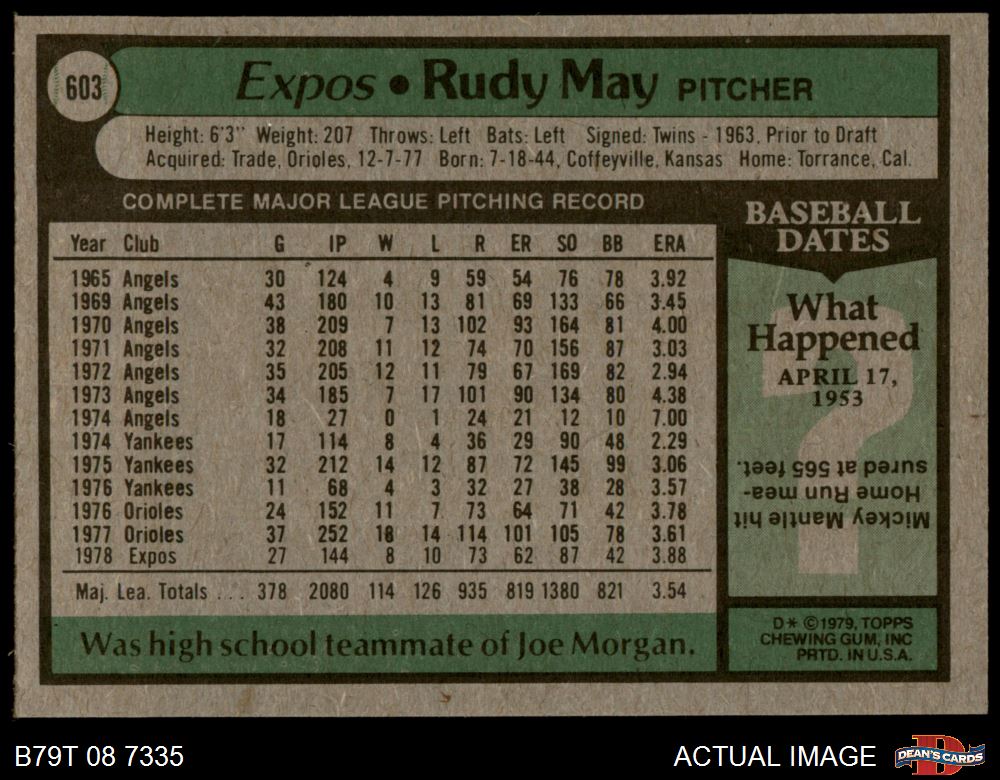 603
Expos • Rudy May PITCHER
Height: 6'3" Weight: 207 Throws: Left Bats: Left Signed: Twins - 1963, Prior to Draft
Acquired: Trade, Orioles, 12-7-77 Born: 7-18-44, Coffeyville, Kansas Home: Torrance, Cal.
COMPLETE MAJOR LEAGUE PITCHING RECORD
Year Club G IP W L R ER SO BB ERA
1965 Angels 30 124 4 9 59 54 76 78 3.92
1969 Angels 43 180 10 13 81 69 133 66 3.45
1970 Angels 38 209 7 13 102 93 164 81 4.00
1971 Angels 32 208 11 12 74 70 156 87 3.03
1972 Angels 35 205 12 11 79 67 169 82 2.94
1973 Angels 34 185 7 17 101 90 134 80 4.38
1974 Angels 18 27 0 1 24 21 12 10 7.00
1974 Yankees 17 114 8 4 36 29 90 48 2.29
1975 Yankees 32 212 14 12 87 72 145 99 3.06
1976 Yankees 11 68 4 3 32 27 38 28 3.57
1976 Orioles 24 152 11 7 73 64 71 42 3.78
1977 Orioles 37 252 18 14 114 101 105 78 3.61
1978 Expos 27 144 8 10 73 62 87 42 3.88
Maj. Lea. Totals ... 378 2080 114 126 935 819 1380 821 3.54
Was high school teammate of Joe Morgan.
BASEBALL
DATES
What
Happened
APRIL 17,
1953
?
Mickey Mantle hit
Home Run mea-
sured at 565 feet.
D* ©1979, TOPPS
CHEWING GUM, INC
PRTD. IN U.S.A.
B79T 08 7335
ACTUAL IMAGE
D
DEAN'S CARDS